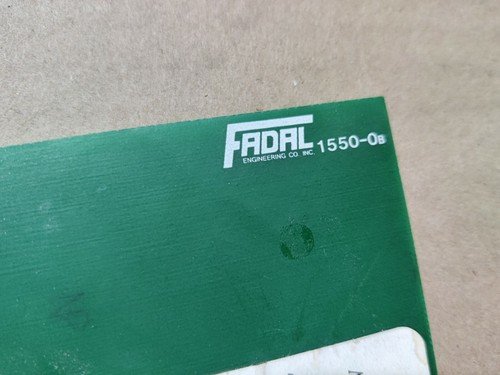 FADAL 1550-0B
ENGINEERING CO. INC.